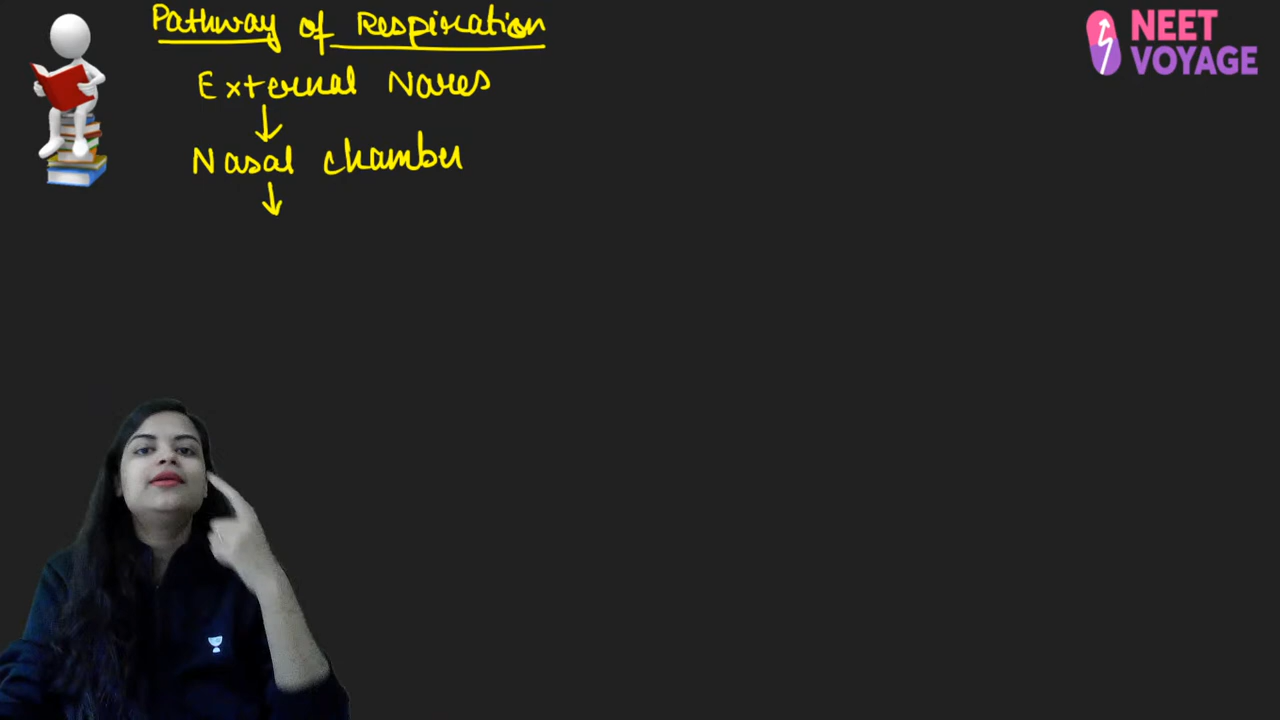 Pathway of Respiration
External Nares
↓
Nasal chamber
↓
NEET
VOYAGE